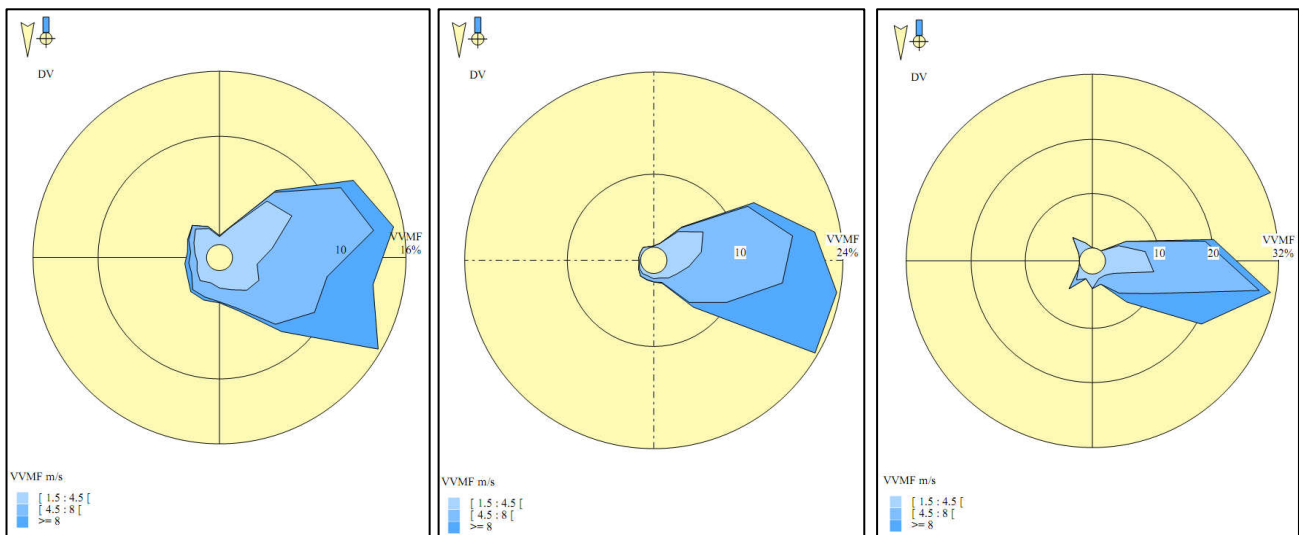 DV
VVMF
16%
10
VVMF m/s
[ 1.5 : 4.5 [
[ 4.5 : 8 [
>= 8
DV
VVMF
24%
10
VVMF m/s
[ 1.5 : 4.5 [
[ 4.5 : 8 [
>= 8
DV
VVMF
32%
10
20
VVMF m/s
[ 1.5 : 4.5 [
[ 4.5 : 8 [
>= 8